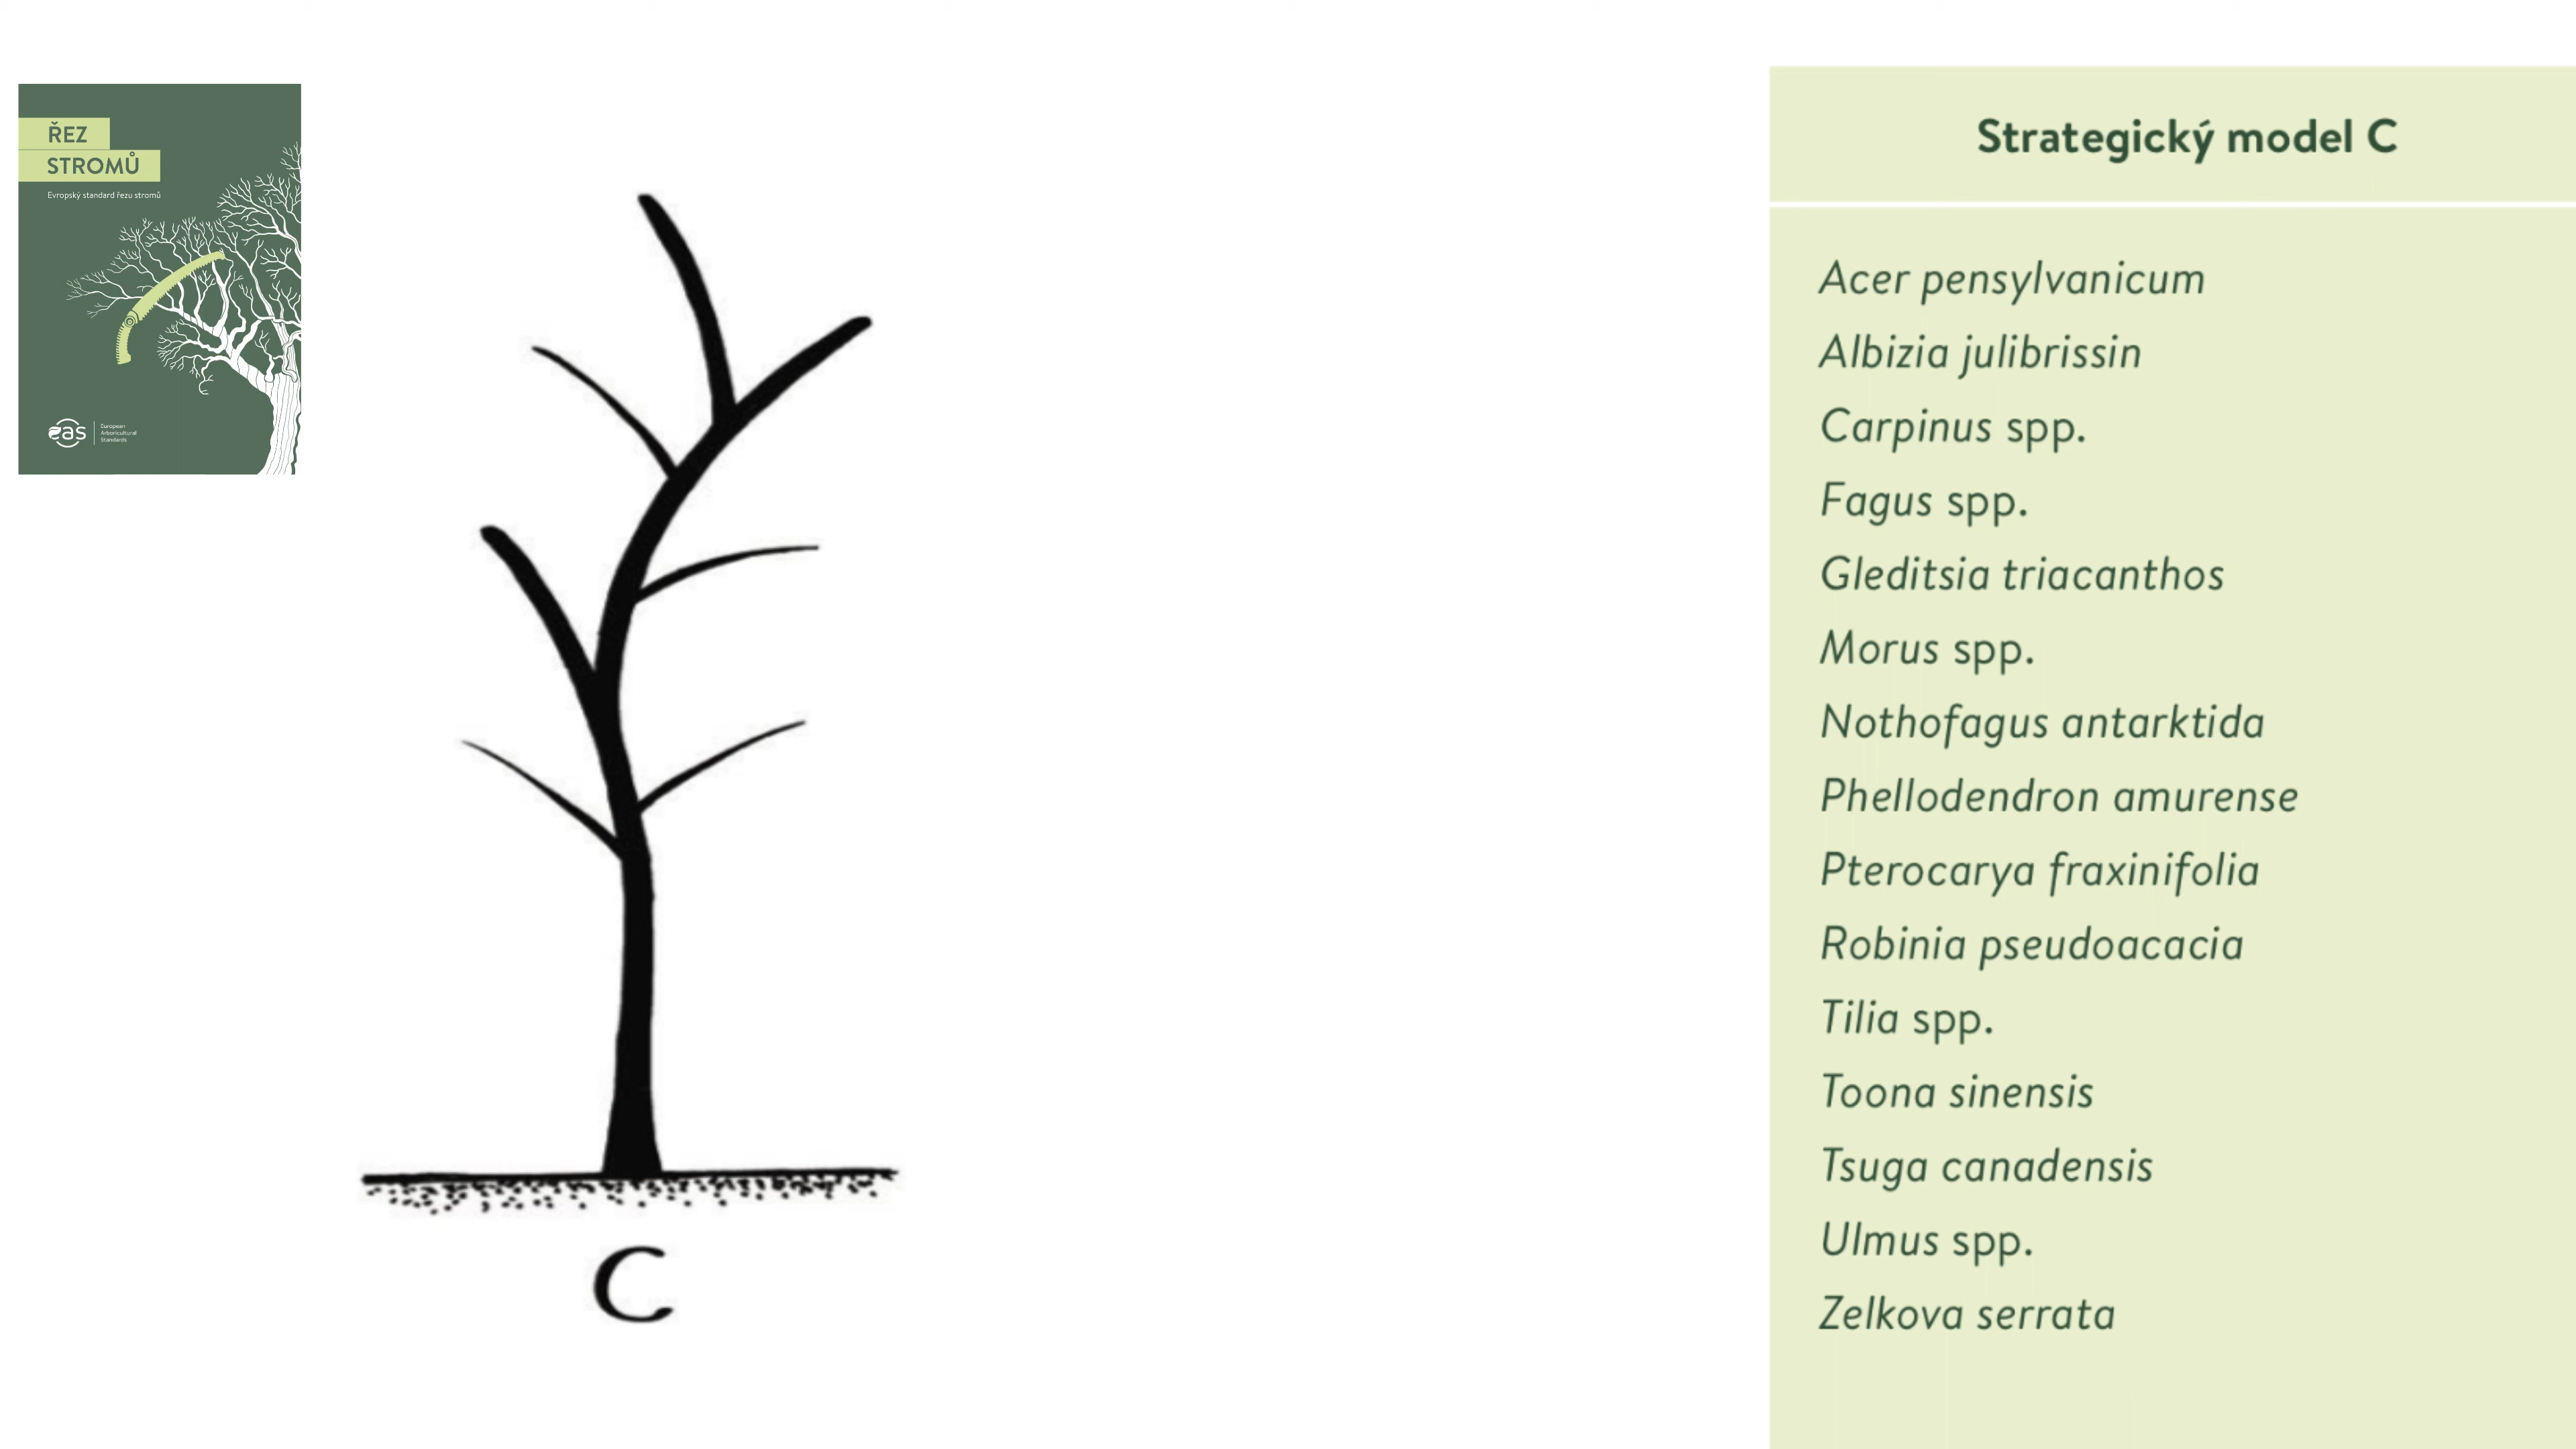 ŘEZ
STROMŮ
Evropský standard řezu stromů
eas
European
Arboricultural
Standards
C
Strategický model C
Acer pensylvanicum
Albizia julibrissin
Carpinus spp.
Fagus spp.
Gleditsia triacanthos
Morus spp.
Nothofagus antarktida
Phellodendron amurense
Pterocarya fraxinifolia
Robinia pseudoacacia
Tilia spp.
Toona sinensis
Tsuga canadensis
Ulmus spp.
Zelkova serrata